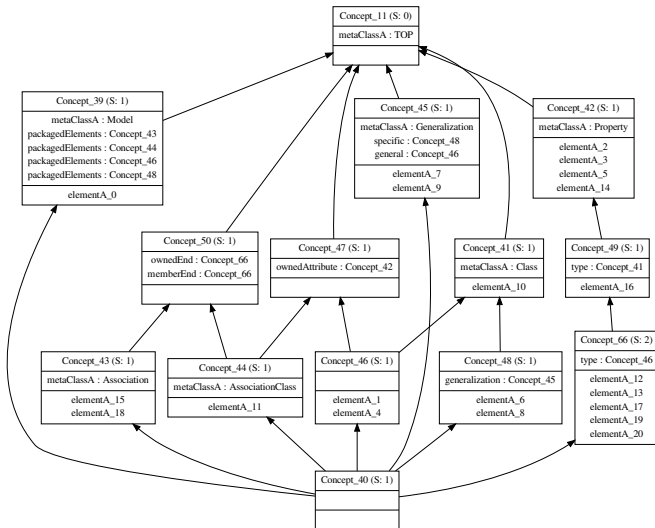 Concept_11 (S: 0)
metaClassA : TOP
Concept_39 (S: 1)
metaClassA : Model
packagedElements : Concept_43
packagedElements : Concept_44
packagedElements : Concept_46
packagedElements : Concept_48
elementA_0
Concept_45 (S: 1)
metaClassA : Generalization
specific : Concept_48
general : Concept_46
elementA_7
elementA_9
Concept_42 (S: 1)
metaClassA : Property
elementA_2
elementA_3
elementA_5
elementA_14
Concept_50 (S: 1)
ownedEnd : Concept_66
memberEnd : Concept_66
Concept_47 (S: 1)
ownedAttribute : Concept_42
Concept_41 (S: 1)
metaClassA : Class
elementA_10
Concept_49 (S: 1)
type : Concept_41
elementA_16
Concept_43 (S: 1)
metaClassA : Association
elementA_15
elementA_18
Concept_44 (S: 1)
metaClassA : AssociationClass
elementA_11
Concept_46 (S: 1)
elementA_1
elementA_4
Concept_48 (S: 1)
generalization : Concept_45
elementA_6
elementA_8
Concept_66 (S: 2)
type : Concept_46
elementA_12
elementA_13
elementA_17
elementA_19
elementA_20
Concept_40 (S: 1)